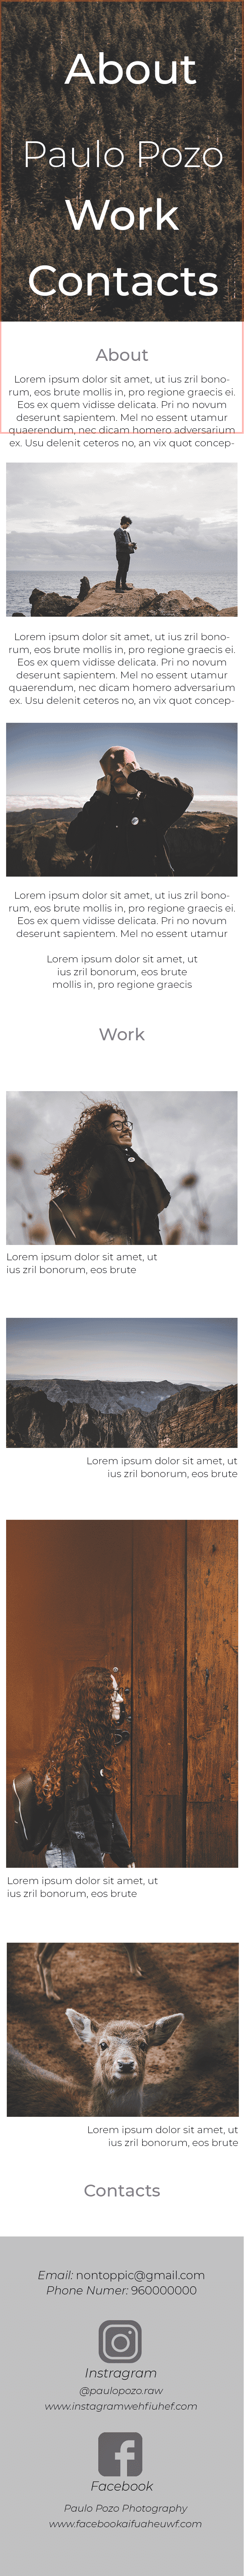 About
Paulo Pozo
Work
Contacts
About
Lorem ipsum dolor sit amet, ut ius zril bono-
rum, eos brute mollis in, pro regione graecis ei.
Eos ex quem vidisse delicata. Pri no novum
deserunt sapientem. Mel no essent utamur
quaerendum, nec dicam homero adversarium
ex. Usu delenit ceteros no, an vix quot concep-
Lorem ipsum dolor sit amet, ut ius zril bono-
rum, eos brute mollis in, pro regione graecis ei.
Eos ex quem vidisse delicata. Pri no novum
deserunt sapientem. Mel no essent utamur
quaerendum, nec dicam homero adversarium
ex. Usu delenit ceteros no, an vix quot concep-
Lorem ipsum dolor sit amet, ut ius zril bono-
rum, eos brute mollis in, pro regione graecis ei.
Eos ex quem vidisse delicata. Pri no novum
deserunt sapientem. Mel no essent utamur
Lorem ipsum dolor sit amet, ut
ius zril bonorum, eos brute
mollis in, pro regione graecis
Work
Lorem ipsum dolor sit amet, ut
ius zril bonorum, eos brute
Lorem ipsum dolor sit amet, ut
ius zril bonorum, eos brute
Lorem ipsum dolor sit amet, ut
ius zril bonorum, eos brute
Lorem ipsum dolor sit amet, ut
ius zril bonorum, eos brute
Contacts
Email: nontoppic@gmail.com
Phone Numer: 960000000
Instragram
@paulopozo.raw
www.instagramwehfiuhef.com
Facebook
Paulo Pozo Photography
www.facebookaifuaheuwf.com